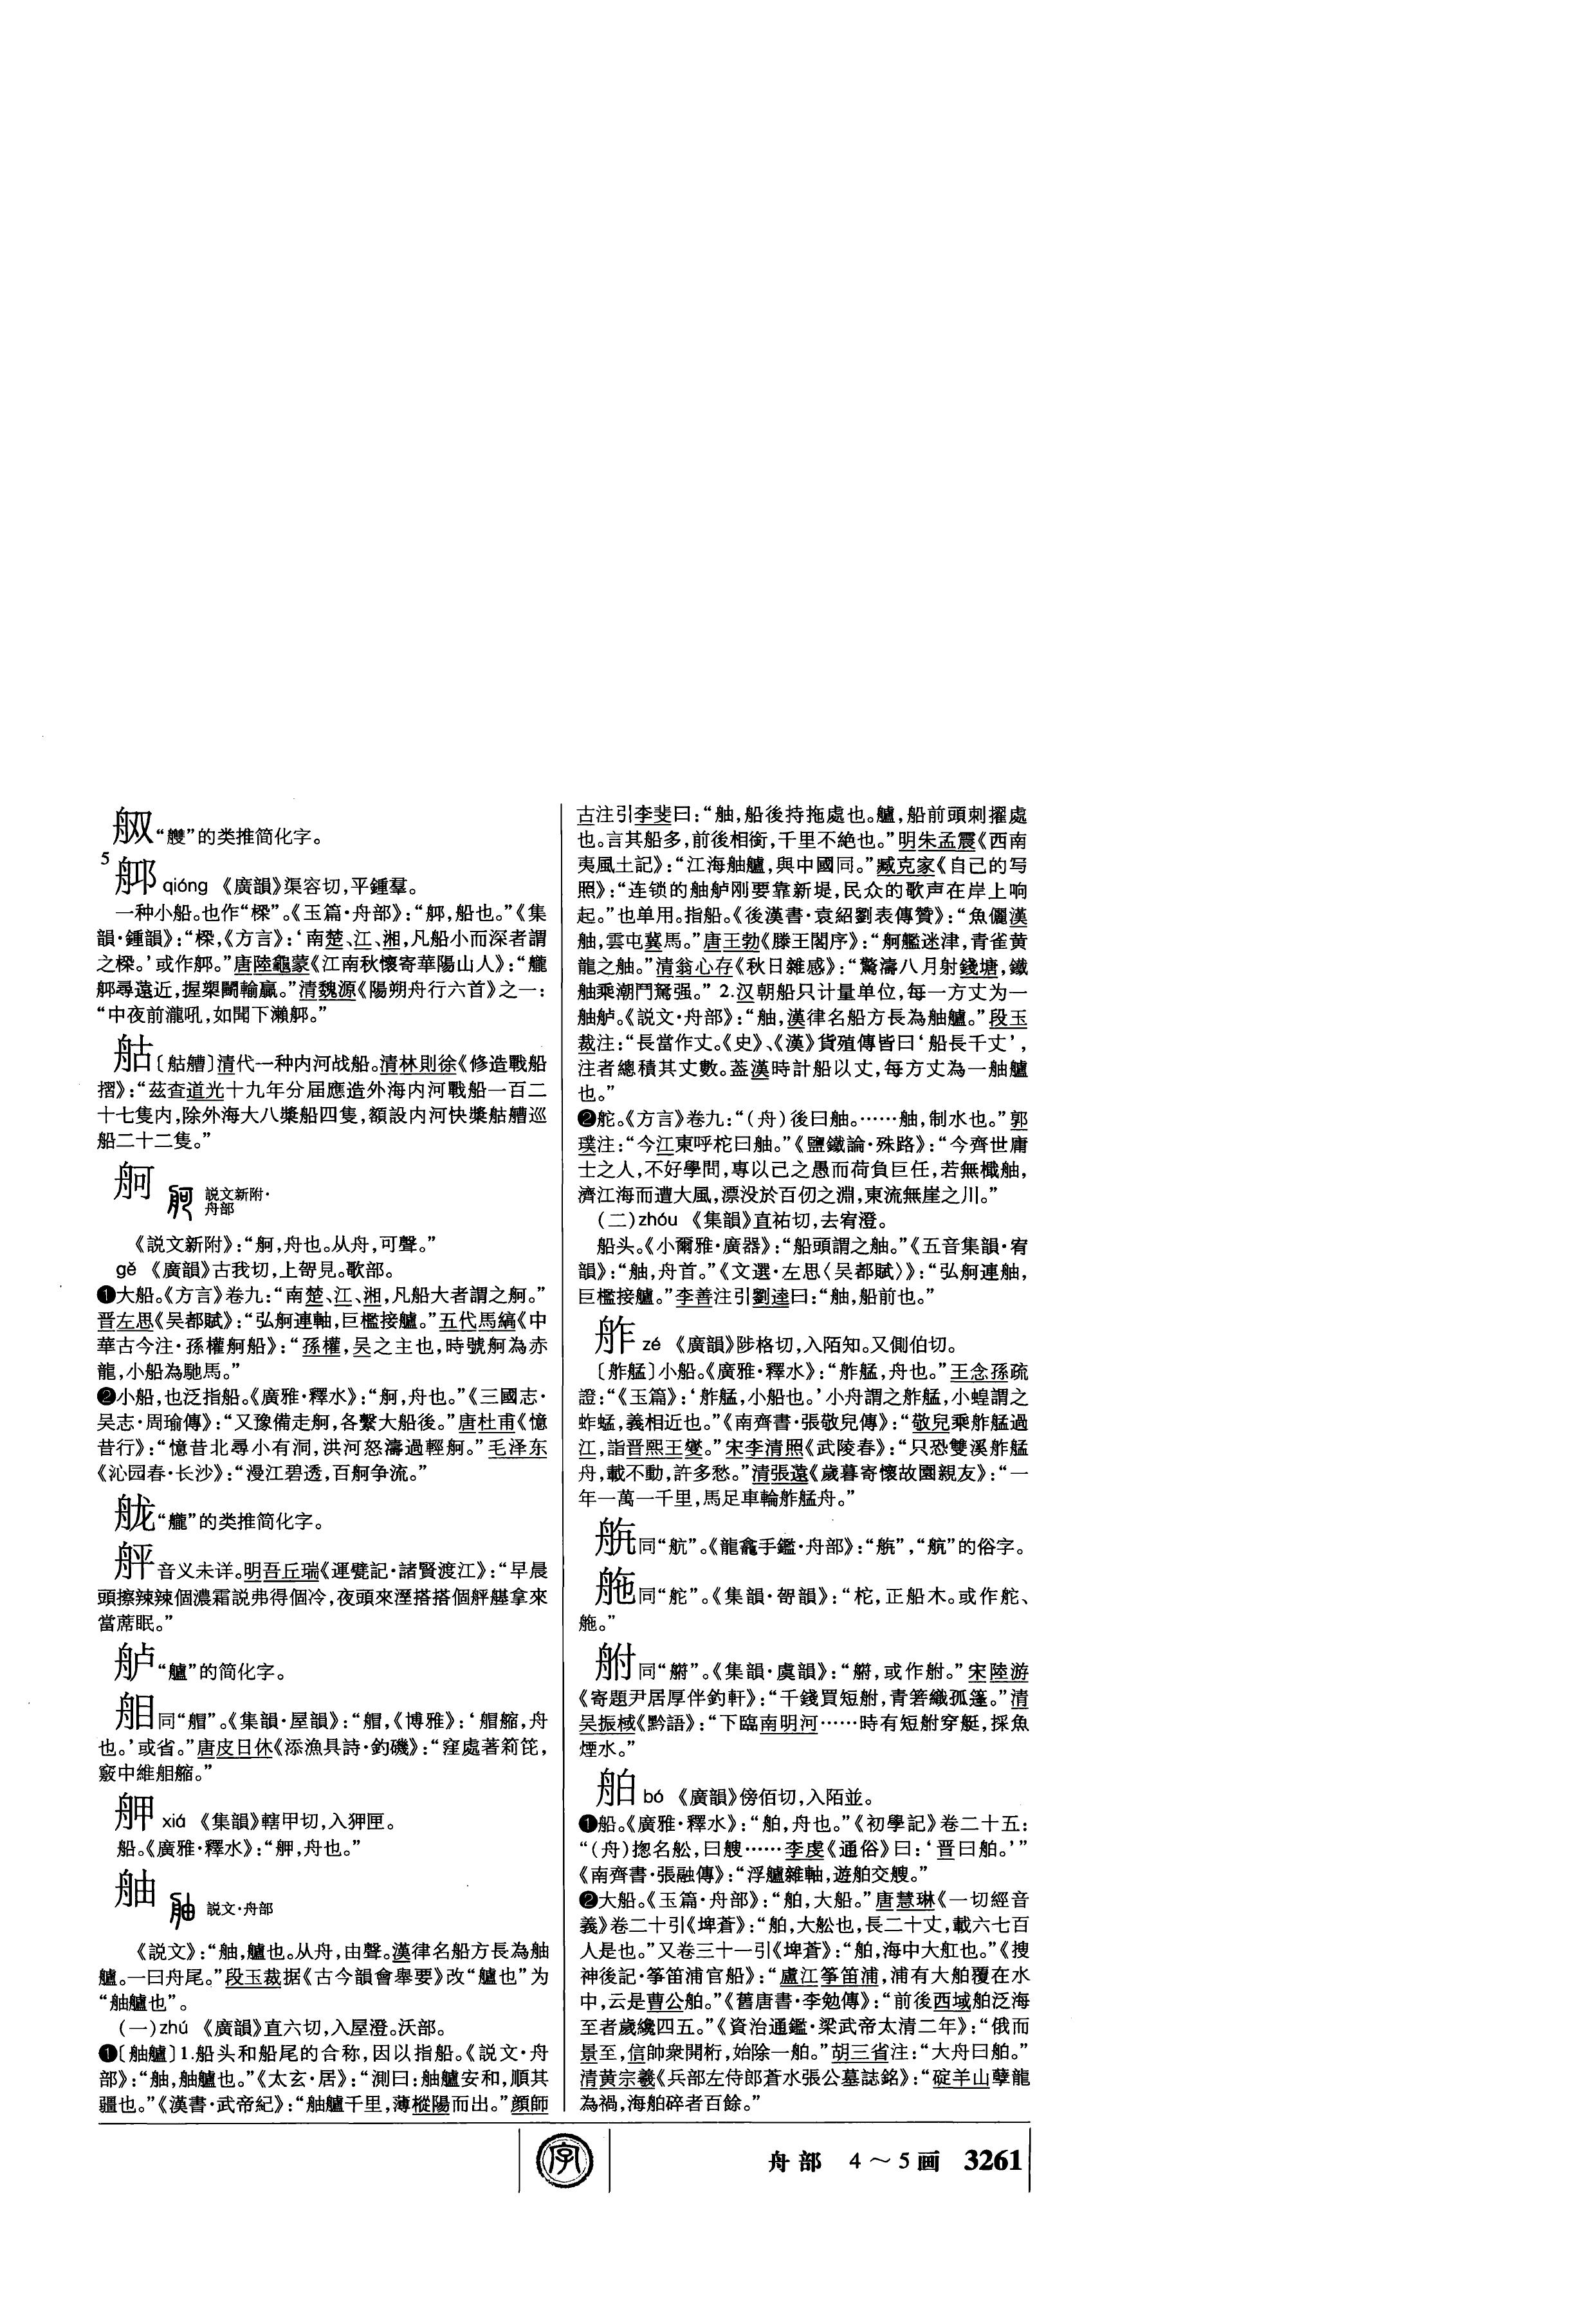 𦨩“艭”的类推简化字。
5
䑪 qióng 《廣韻》渠容切,平鍾羣。
一种小船。也作“樑”。《玉篇·舟部》:“䑪,船也。”《集
韻·鍾韻》:“樑,《方言》:‘南楚、江、湘,凡船小而深者謂
之樑。’或作䑪。”唐陸龜蒙《江南秋懷寄華陽山人》:“艬
䑪尋遠近,握槊鬭輸贏。”清魏源《陽朔舟行六首》之一:
“中夜前瀧吼,如聞下瀨䑪。”
䑩〔䑩艚〕清代一种内河战船。清林則徐《修造戰船
摺》:“茲查道光十九年分届應造外海内河戰船一百二
十七隻内,除外海大八槳船四隻,額設内河快槳䑩艚巡
船二十二隻。”
舸
説文新附·
舟部
《説文新附》:“舸,舟也。从舟,可聲。”
gě 《廣韻》古我切,上哿見。歌部。
❶大船。《方言》卷九:“南楚、江、湘,凡船大者謂之舸。”
晋左思《吴都賦》:“弘舸連軸,巨檻接艫。”五代馬縞《中
華古今注·孫權舸船》:“孫權,吴之主也,時號舸為赤
龍,小船為馳馬。”
❷小船,也泛指船。《廣雅·釋水》:“舸,舟也。”《三國志·
吴志·周瑜傳》:“又豫備走舸,各繫大船後。”唐杜甫《憶
昔行》:“憶昔北尋小有洞,洪河怒濤過輕舸。”毛泽东
《沁园春·长沙》:“漫江碧透,百舸争流。”
“艬”的类推简化字。
音义未详。明吾丘瑞《運甓記·諸賢渡江》:“早晨
頭擦辣辣個濃霜説弗得個冷,夜頭來溼搭搭個拿來
當蓆眠。”
舻“艫”的简化字。
同“艒”。《集韻·屋韻》:“艒,《博雅》:‘艒䑿,舟
也。’或省。”唐皮日休《添漁具詩·釣磯》:“窪處著筣箆,
竅中維䑿。”
舺 xiá 《集韻》轄甲切,入狎匣。
船。《廣雅·釋水》:“舺,舟也。”
舳
説文·舟部
《説文》:“舳,艫也。从舟,由聲。漢律名船方長為舳
艫。一曰舟尾。”段玉裁据《古今韻會舉要》改“艫也”为
“舳艫也”。
(一)zhú 《廣韻》直六切,入屋澄。沃部。
❶〔舳艫〕1.船头和船尾的合称,因以指船。《説文·舟
部》:“舳,舳艫也。”《太玄·居》:“測曰:舳艫安和,順其
疆也。”《漢書·武帝紀》:“舳艫千里,薄樅陽而出。”顔師
古注引李斐曰:“舳,船後持拖處也。艫,船前頭刺擢處
也。言其船多,前後相銜,千里不絶也。”明朱孟震《西南
夷風土記》:“江海舳艫,與中國同。”臧克家《自己的写
照》:“连锁的舳舻刚要靠新堤,民众的歌声在岸上响
起。”也单用。指船。《後漢書·袁紹劉表傳贊》:“魚儷漢
舳,雲屯冀馬。”唐王勃《滕王閣序》:“舸艦迷津,青雀黄
龍之舳。”清翁心存《秋日雜感》:“驚濤八月射錢塘,鐵
舳乘潮鬥駑强。” 2.汉朝船只计量单位,每一方丈为一
舳舻。《説文·舟部》:“舳,漢律名船方長為舳艫。”段玉
裁注:“長當作丈。《史》、《漢》貨殖傳皆曰‘船長千丈’,
注者總積其丈數。葢漢時計船以丈,每方丈為一舳艫
也。”
❷舵。《方言》卷九:“(舟)後曰舳。……舳,制水也。”郭
璞注:“今江東呼柁曰舳。”《鹽鐵論·殊路》:“今齊世庸
士之人,不好學問,專以己之愚而荷負巨任,若無檝舳,
濟江海而遭大風,漂没於百仞之淵,東流無崖之川。”
(二)zhóu 《集韻》直祐切,去宥澄。
船头。《小爾雅·廣器》:“船頭謂之舳。”《五音集韻·宥
韻》:“舳,舟首。”《文選·左思〈吴都賦〉》:“弘舸連舳,
巨檻接艫。”李善注引劉逵曰:“舳,船前也。”
舴 zé 《廣韻》陟格切,入陌知。又側伯切。
〔舴艋〕小船。《廣雅·釋水》:“舴艋,舟也。”王念孫疏
證:“《玉篇》:‘舴艋,小船也。’小舟謂之舴艋,小蝗謂之
蚱蜢,義相近也。”《南齊書·張敬兒傳》:“敬兒乘舴艋過
江,詣晋熙王燮。”宋李清照《武陵春》:“只恐雙溪舴艋
舟,載不動,許多愁。”清張遠《歲暮寄懷故園親友》:“一
年一萬一千里,馬足車輪舴艋舟。”
同“航”。《龍龕手鑑·舟部》:“”,“航”的俗字。
䑨同“舵”。《集韻·哿韻》:“柁,正船木。或作舵、
䑨。”
䑧同“䑹”。《集韻·虞韻》:“䑹,或作䑧。”宋陸游
《寄題尹居厚伴釣軒》:“千錢買短䑧,青箬織孤篷。”清
吴振棫《黔語》:“下臨南明河……時有短䑧穿艇,採魚
煙水。”
舶 bó 《廣韻》傍佰切,入陌並。
❶船。《廣雅·釋水》:“舶,舟也。”《初學記》卷二十五:
“(舟)揔名舩,曰艘……李虔《通俗》曰:‘晋曰舶。’”
《南齊書·張融傳》:“浮艫雜軸,遊舶交艘。”
❷大船。《玉篇·舟部》:“舶,大船。”唐慧琳《一切經音
義》卷二十引《埤蒼》:“舶,大舩也,長二十丈,載六七百
人是也。”又卷三十一引《埤蒼》:“舶,海中大舡也。”《搜
神後記·筝笛浦官船》:“盧江筝笛浦,浦有大舶覆在水
中,云是曹公舶。”《舊唐書·李勉傳》:“前後西域舶泛海
至者歲纔四五。”《資治通鑑·梁武帝太清二年》:“俄而
景至,信帥衆開桁,始除一舶。”胡三省注:“大舟曰舶。”
清黄宗羲《兵部左侍郎蒼水張公墓誌銘》:“碇羊山孽龍
為禍,海舶碎者百餘。”
字
舟部 4～5画 3261